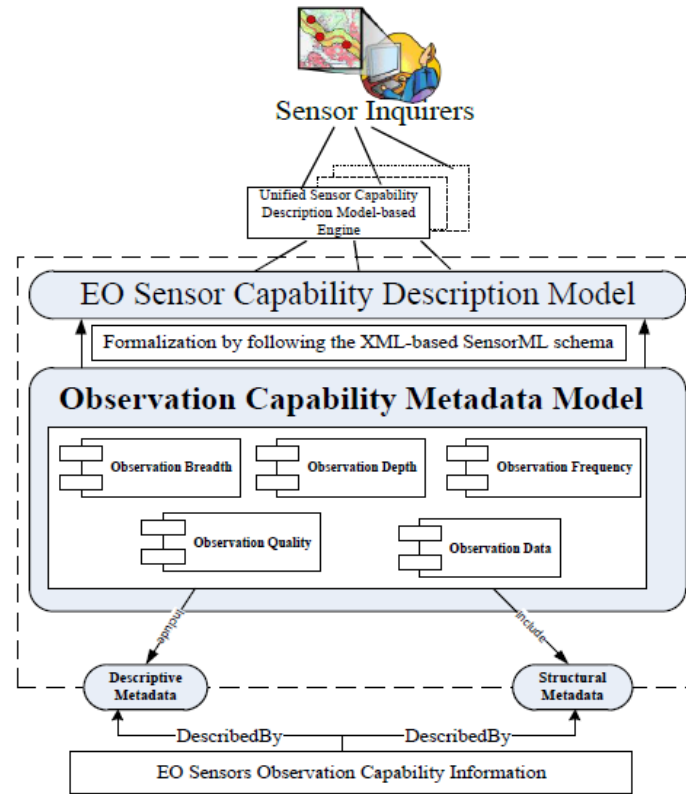 Sensor Inquirers
Unified Sensor Capability
Description Model-based
Engine
EO Sensor Capability Description Model
Formalization by following the XML-based SensorML schema
Observation Capability Metadata Model
Observation Breadth
Observation Depth
Observation Frequency
Observation Quality
Observation Data
include
include
Descriptive
Metadata
Structural
Metadata
DescribedBy
DescribedBy
EO Sensors Observation Capability Information